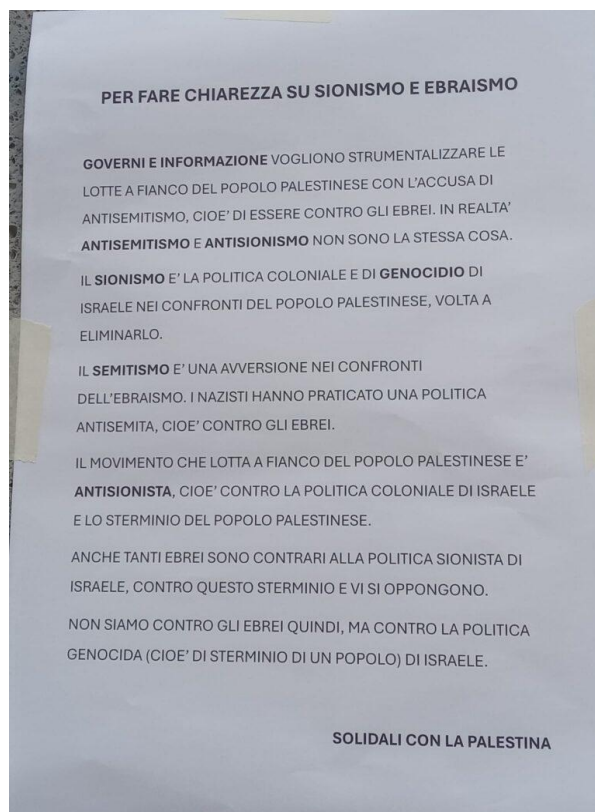 PER FARE CHIAREZZA SU SIONISMO E EBRAISMO
GOVERNI E INFORMAZIONE VOGLIONO STRUMENTALIZZARE LE
LOTTE A FIANCO DEL POPOLO PALESTINESE CON L'ACCUSA DI
ANTISEMITISMO, CIOE' DI ESSERE CONTRO GLI EBREI. IN REALTA'
ANTISEMITISMO E ANTISIONISMO NON SONO LA STESSA COSA.
IL SIONISMO E' LA POLITICA COLONIALE E DI GENOCIDIO DI
ISRAELE NEI CONFRONTI DEL POPOLO PALESTINESE, VOLTA A
ELIMINARLO.
IL SEMITISMO E' UNA AVVERSIONE NEI CONFRONTI
DELL'EBRAISMO. I NAZISTI HANNO PRATICATO UNA POLITICA
ANTISEMITA, CIOE' CONTRO GLI EBREI.
IL MOVIMENTO CHE LOTTA A FIANCO DEL POPOLO PALESTINESE E'
ANTISIONISTA, CIOE' CONTRO LA POLITICA COLONIALE DI ISRAELE
E LO STERMINIO DEL POPOLO PALESTINESE.
ANCHE TANTI EBREI SONO CONTRARI ALLA POLITICA SIONISTA DI
ISRAELE, CONTRO QUESTO STERMINIO E VI SI OPPONGONO.
NON SIAMO CONTRO GLI EBREI QUINDI, MA CONTRO LA POLITICA
GENOCIDA (CIOE' DI STERMINIO DI UN POPOLO) DI ISRAELE.
SOLIDALI CON LA PALESTINA